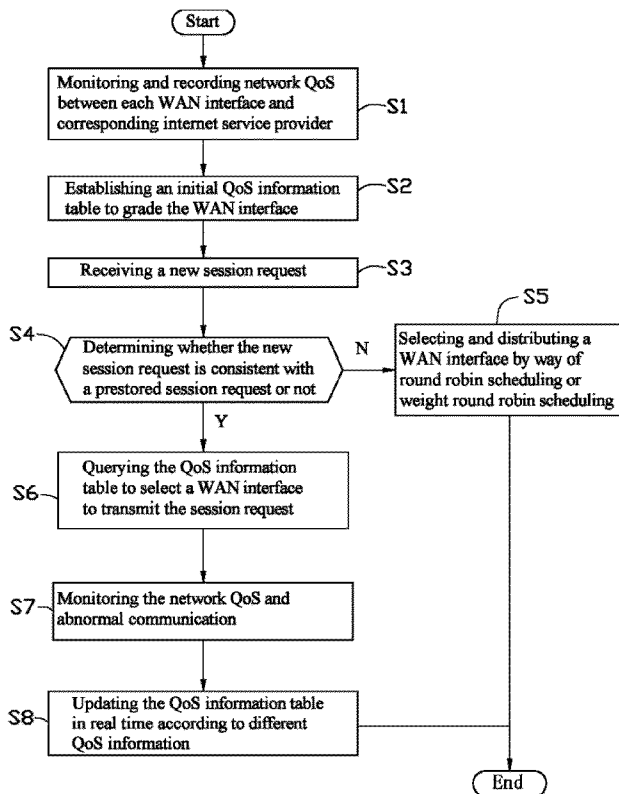 Start
Monitoring and recording network QoS
between each WAN interface and
corresponding internet service provider
S1
Establishing an initial QoS information
table to grade the WAN interface
S2
Receiving a new session request
S3
S4
Determining whether the new
session request is consistent with
a prestored session request or not
N
Y
S5
Selecting and distributing a
WAN interface by way of
round robin scheduling or
weight round robin scheduling
S6
Querying the QoS information
table to select a WAN interface
to transmit the session request
S7
Monitoring the network QoS and
abnormal communication
S8
Updating the QoS information table
in real time according to different
QoS information
End